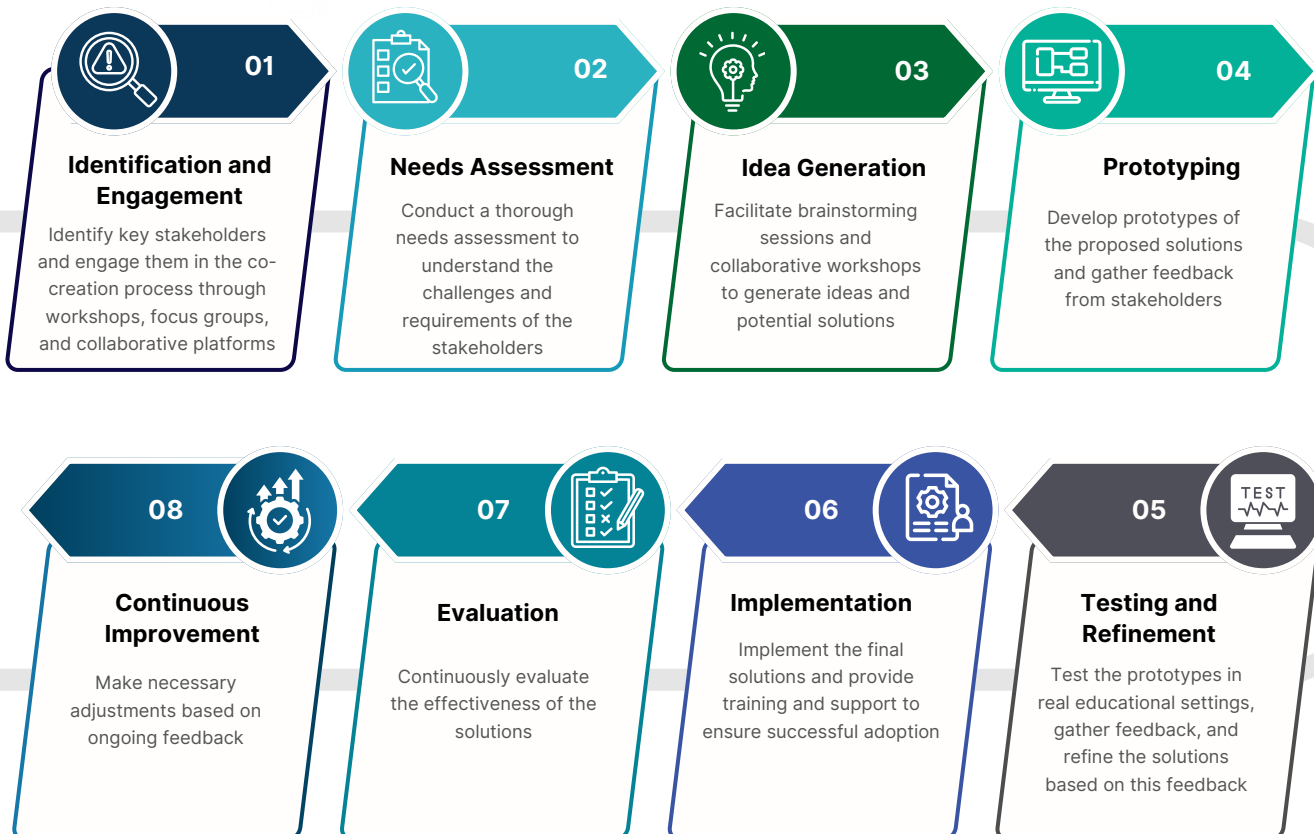 01
Identification and
Engagement
Identify key stakeholders
and engage them in the co-
creation process through
workshops, focus groups,
and collaborative platforms
02
Needs Assessment
Conduct a thorough
needs assessment to
understand the
challenges and
requirements of the
stakeholders
03
Idea Generation
Facilitate brainstorming
sessions and
collaborative workshops
to generate ideas and
potential solutions
04
Prototyping
Develop prototypes of
the proposed solutions
and gather feedback
from stakeholders
05
TEST
Testing and
Refinement
Test the prototypes in
real educational settings,
gather feedback, and
refine the solutions
based on this feedback
06
Implementation
Implement the final
solutions and provide
training and support to
ensure successful adoption
07
Evaluation
Continuously evaluate
the effectiveness of the
solutions
08
Continuous
Improvement
Make necessary
adjustments based on
ongoing feedback